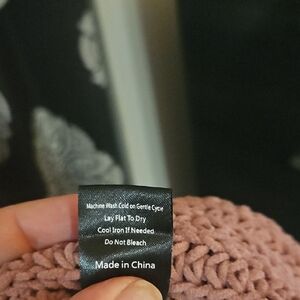 Machine Wash Cold on Gentle Cycle
Lay Flat To Dry
Cool Iron If Needed
Do Not Bleach
Made in China